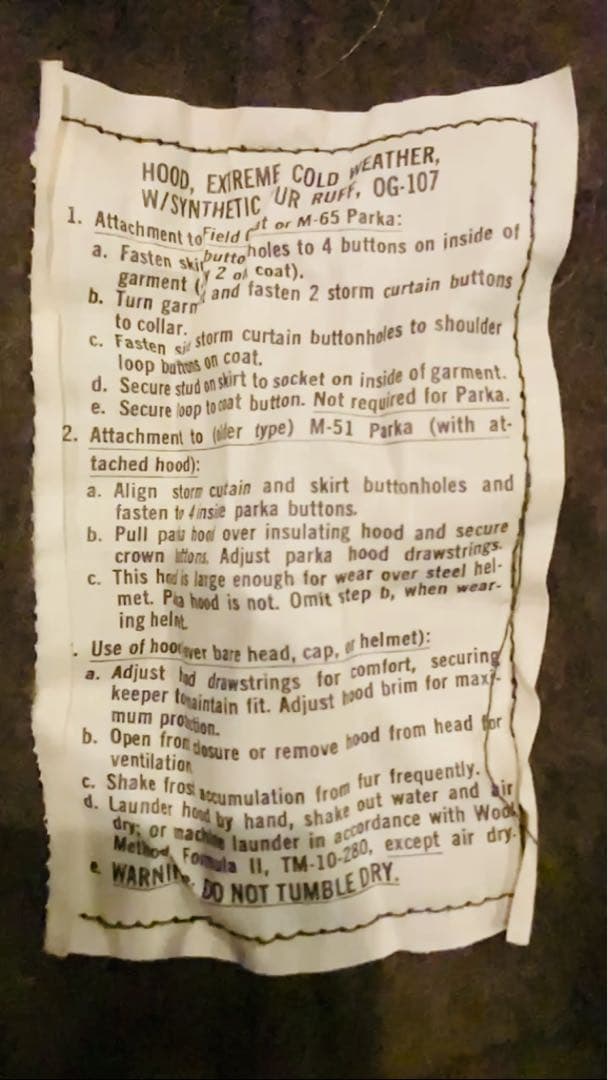 HOOD, EXTREME COLD WEATHER,
W/SYNTHETIC FUR RUFF, OG-107
1. Attachment to Field or M-65 Parka:
a. Fasten buttonholes to 4 buttons on inside of
garment 2 on coat).
b. Turn and fasten 2 storm curtain buttons
to collar.
c. Fasten storm curtain buttonholes to shoulder
loop buttons on coat.
d. Secure stud on skirt to socket on inside of garment.
e. Secure loop to coat button. Not required for Parka.
2. Attachment to (older type) M-51 Parka (with at-
tached hood):
a. Align storm curtain and skirt buttonholes and
fasten to 4 inside parka buttons.
b. Pull parka hood over insulating hood and secure
crown buttons. Adjust parka hood drawstrings.
c. This hood is large enough for wear over steel hel-
met. Parka hood is not. Omit step b, when wear-
ing helmet.
. Use of hood (over bare head, cap, or helmet):
a. Adjust hood drawstrings for comfort, securing
keeper to maintain fit. Adjust hood brim for maxi-
mum protection.
b. Open front closure or remove hood from head for
ventilation
c. Shake frost accumulation from fur frequently.
d. Launder hood by hand, shake out water and air
dry; or machine launder in accordance with Wool
Method, Formula II, TM-10-280, except air dry.
e. WARNING. DO NOT TUMBLE DRY.